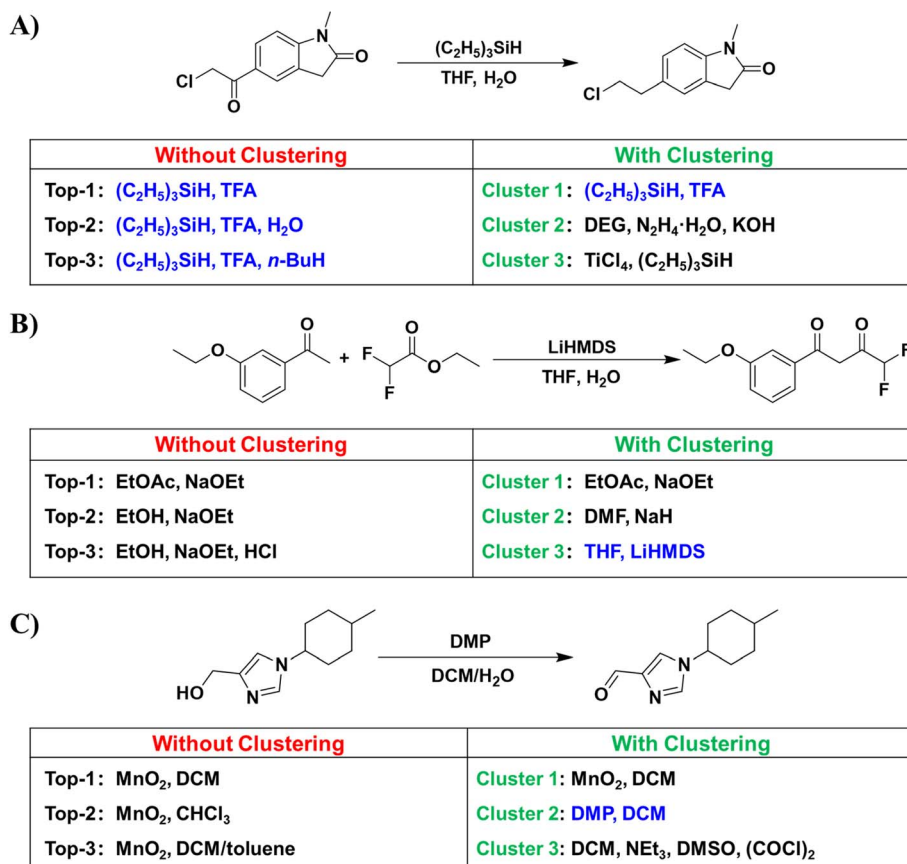 A)
(C₂H₅)₃SiH
THF, H₂O
Cl
O
N
O
Cl
N
O
Without Clustering
With Clustering
Top-1: (C₂H₅)₃SiH, TFA
Cluster 1: (C₂H₅)₃SiH, TFA
Top-2: (C₂H₅)₃SiH, TFA, H₂O
Cluster 2: DEG, N₂H₄·H₂O, KOH
Top-3: (C₂H₅)₃SiH, TFA, n-BuH
Cluster 3: TiCl₄, (C₂H₅)₃SiH
B)
O
O
+
F
F
O
O
LiHMDS
THF, H₂O
O
O
O
F
F
Without Clustering
With Clustering
Top-1: EtOAc, NaOEt
Cluster 1: EtOAc, NaOEt
Top-2: EtOH, NaOEt
Cluster 2: DMF, NaH
Top-3: EtOH, NaOEt, HCl
Cluster 3: THF, LiHMDS
C)
HO
N
N
DMP
DCM/H₂O
O
N
N
Without Clustering
With Clustering
Top-1: MnO₂, DCM
Cluster 1: MnO₂, DCM
Top-2: MnO₂, CHCl₃
Cluster 2: DMP, DCM
Top-3: MnO₂, DCM/toluene
Cluster 3: DCM, NEt₃, DMSO, (COCl)₂